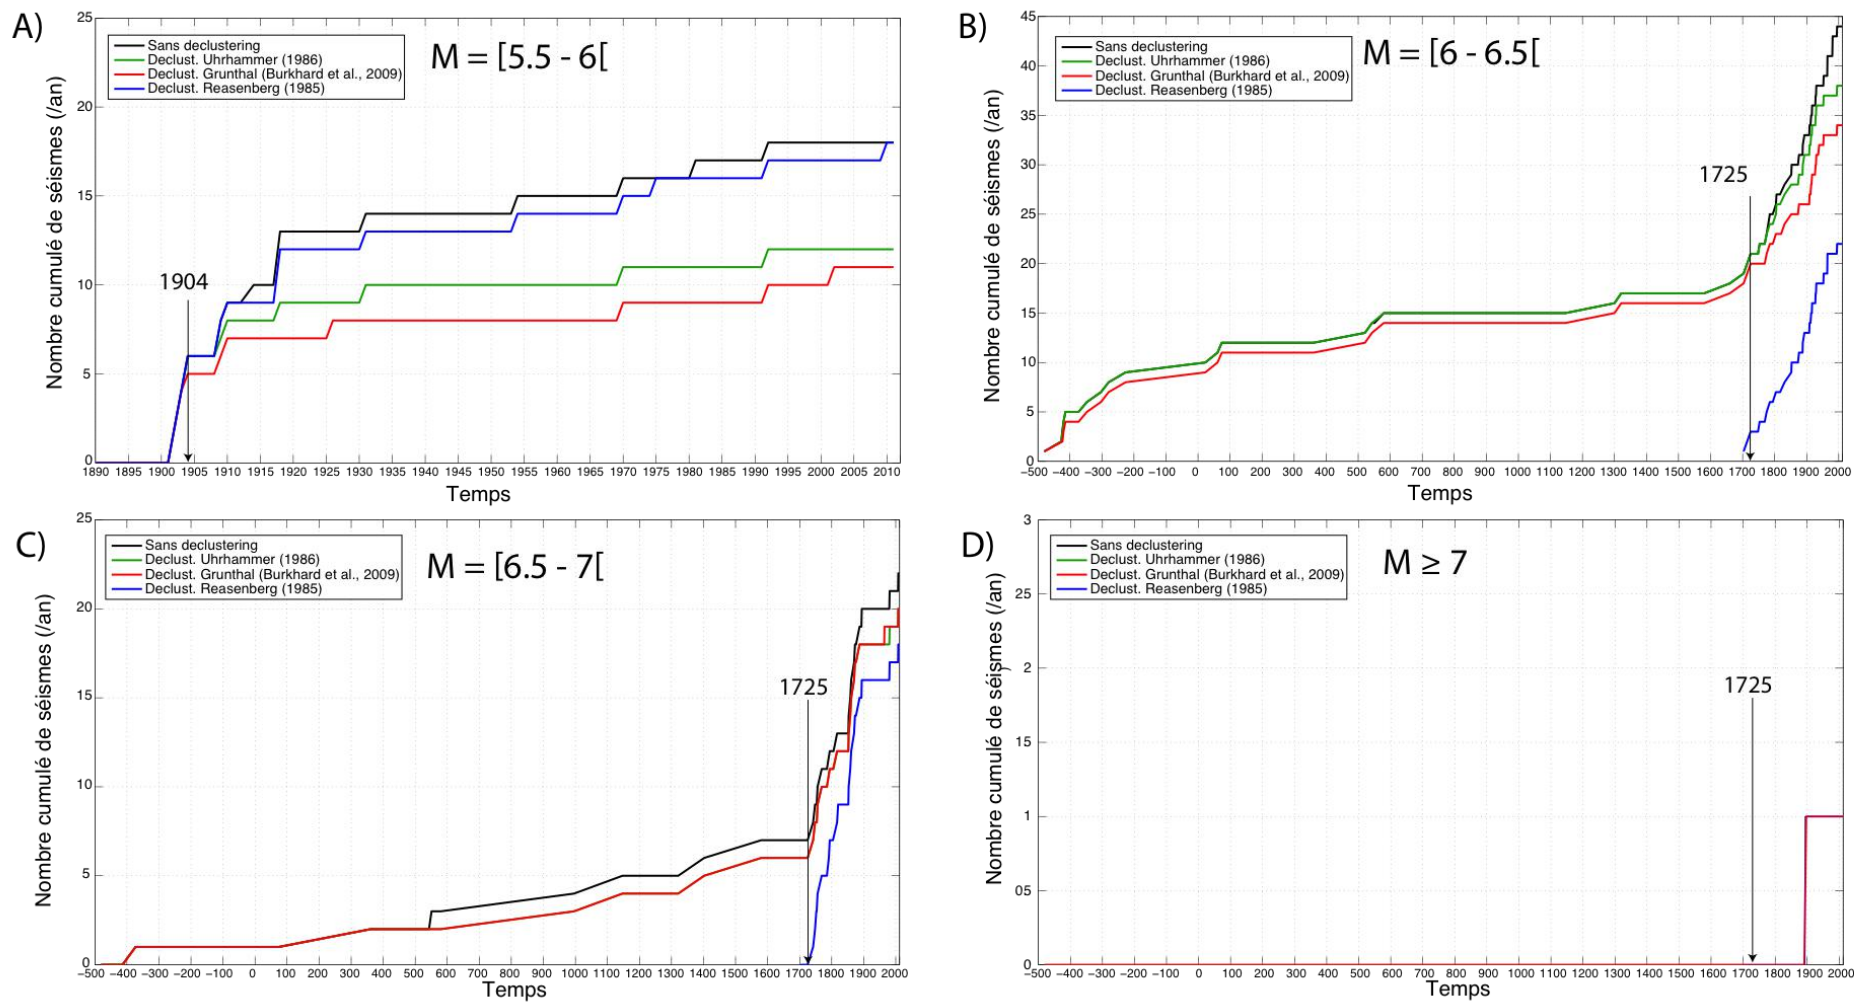 A)
M = [5.5 - 6[
Sans declustering
Declust. Uhrhammer (1986)
Declust. Grunthal (Burkhard et al., 2009)
Declust. Reasenberg (1985)
Nombre cumulé de séismes (/an)
25
20
15
10
5
0
1904
1890 1895 1900 1905 1910 1915 1920 1925 1930 1935 1940 1945 1950 1955 1960 1965 1970 1975 1980 1985 1990 1995 2000 2005 2010
Temps
B)
M = [6 - 6.5[
Sans declustering
Declust. Uhrhammer (1986)
Declust. Grunthal (Burkhard et al., 2009)
Declust. Reasenberg (1985)
Nombre cumulé de séismes (/an)
45
40
35
30
25
20
15
10
5
0
1725
−500 −400 −300 −200 −100 0 100 200 300 400 500 600 700 800 900 1000 1100 1200 1300 1400 1500 1600 1700 1800 1900 2000
Temps
C)
M = [6.5 - 7[
Sans declustering
Declust. Uhrhammer (1986)
Declust. Grunthal (Burkhard et al., 2009)
Declust. Reasenberg (1985)
Nombre cumulé de séismes (/an)
25
20
15
10
5
0
1725
−500 −400 −300 −200 −100 0 100 200 300 400 500 600 700 800 900 1000 1100 1200 1300 1400 1500 1600 1700 1800 1900 2000
Temps
D)
M ≥ 7
Sans declustering
Declust. Uhrhammer (1986)
Declust. Grunthal (Burkhard et al., 2009)
Declust. Reasenberg (1985)
Nombre cumulé de séismes (/an)
3
25
2
15
1
05
0
1725
−500 −400 −300 −200 −100 0 100 200 300 400 500 600 700 800 900 1000 1100 1200 1300 1400 1500 1600 1700 1800 1900 2000
Temps